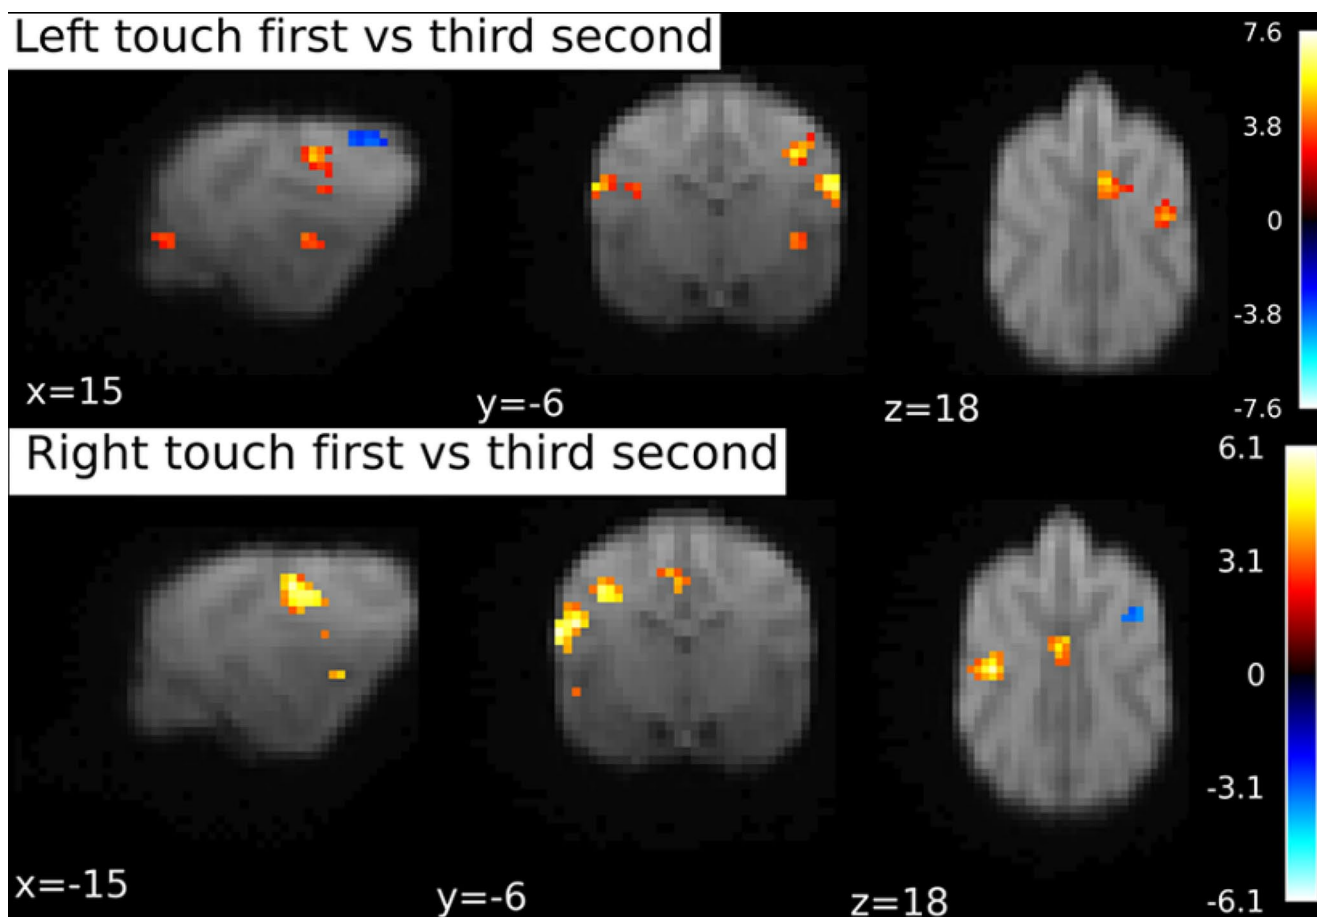 Left touch first vs third second
7.6
3.8
0
-3.8
-7.6
x=15
y=-6
z=18
Right touch first vs third second
6.1
3.1
0
-3.1
-6.1
x=-15
y=-6
z=18